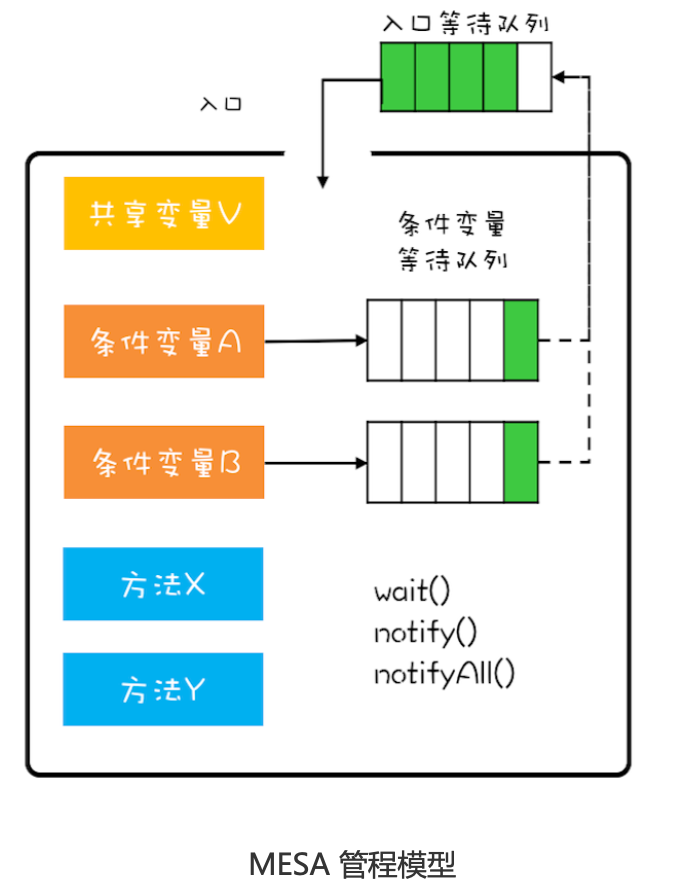 入口等待队列
入口
共享变量V
条件变量
等待队列
条件变量A
条件变量B
方法X
wait()
notify()
notifyAll()
方法Y
MESA 管程模型